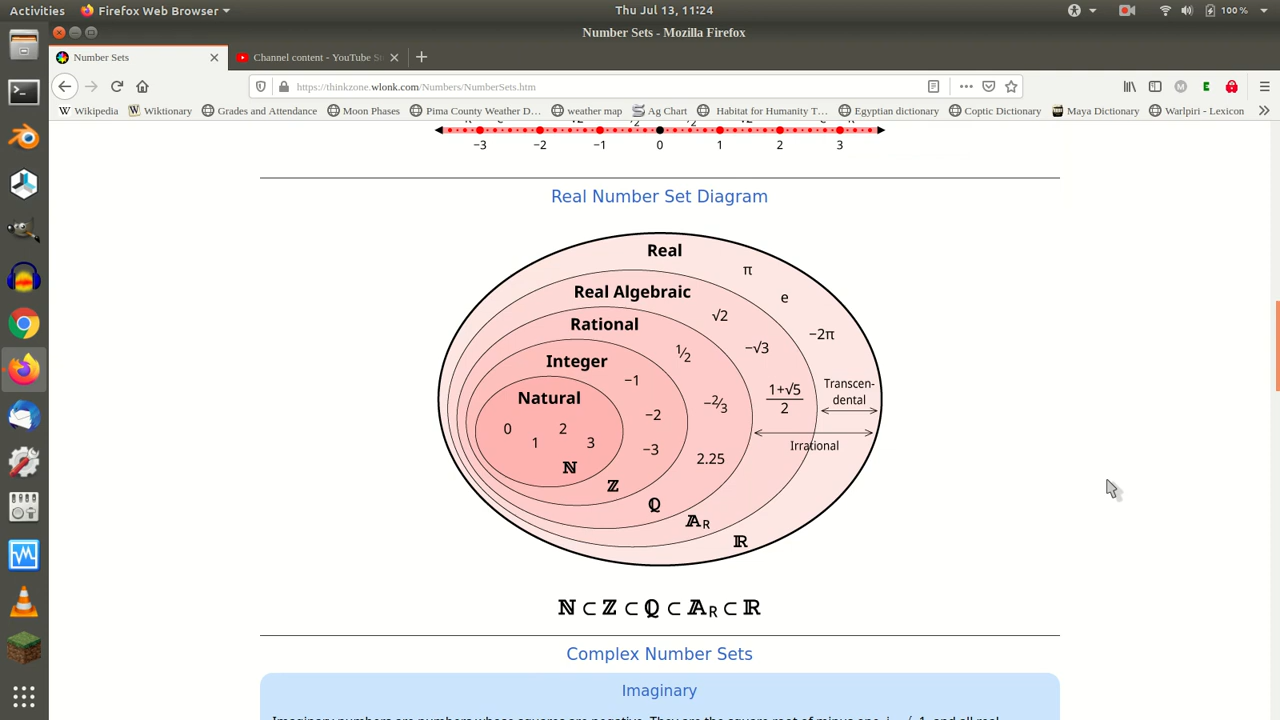 Activities Firefox Web Browser Thu Jul 13, 11:24 100 %
Number Sets - Mozilla Firefox
Number Sets Channel content - YouTube S
https://thinkzone.wlonk.com/Numbers/NumberSets.htm
Wikipedia Wiktionary Grades and Attendance Moon Phases Pima County Weather D… weather map Ag Chart Habitat for Humanity T… Egyptian dictionary Coptic Dictionary Maya Dictionary Warlpiri - Lexicon
−3 −2 −1 0 1 2 3
Real Number Set Diagram
Real
π
Real Algebraic
e
√2
Rational
−2π
−√3
½
Integer
−1
Transcen-
dental
1+√5
2
Natural
−⅔
−2
0 1 2 3
Irrational
−3
2.25
ℕ
ℤ
ℚ
𝔸R
ℝ
ℕ ⊂ ℤ ⊂ ℚ ⊂ 𝔸R ⊂ ℝ
Complex Number Sets
Imaginary